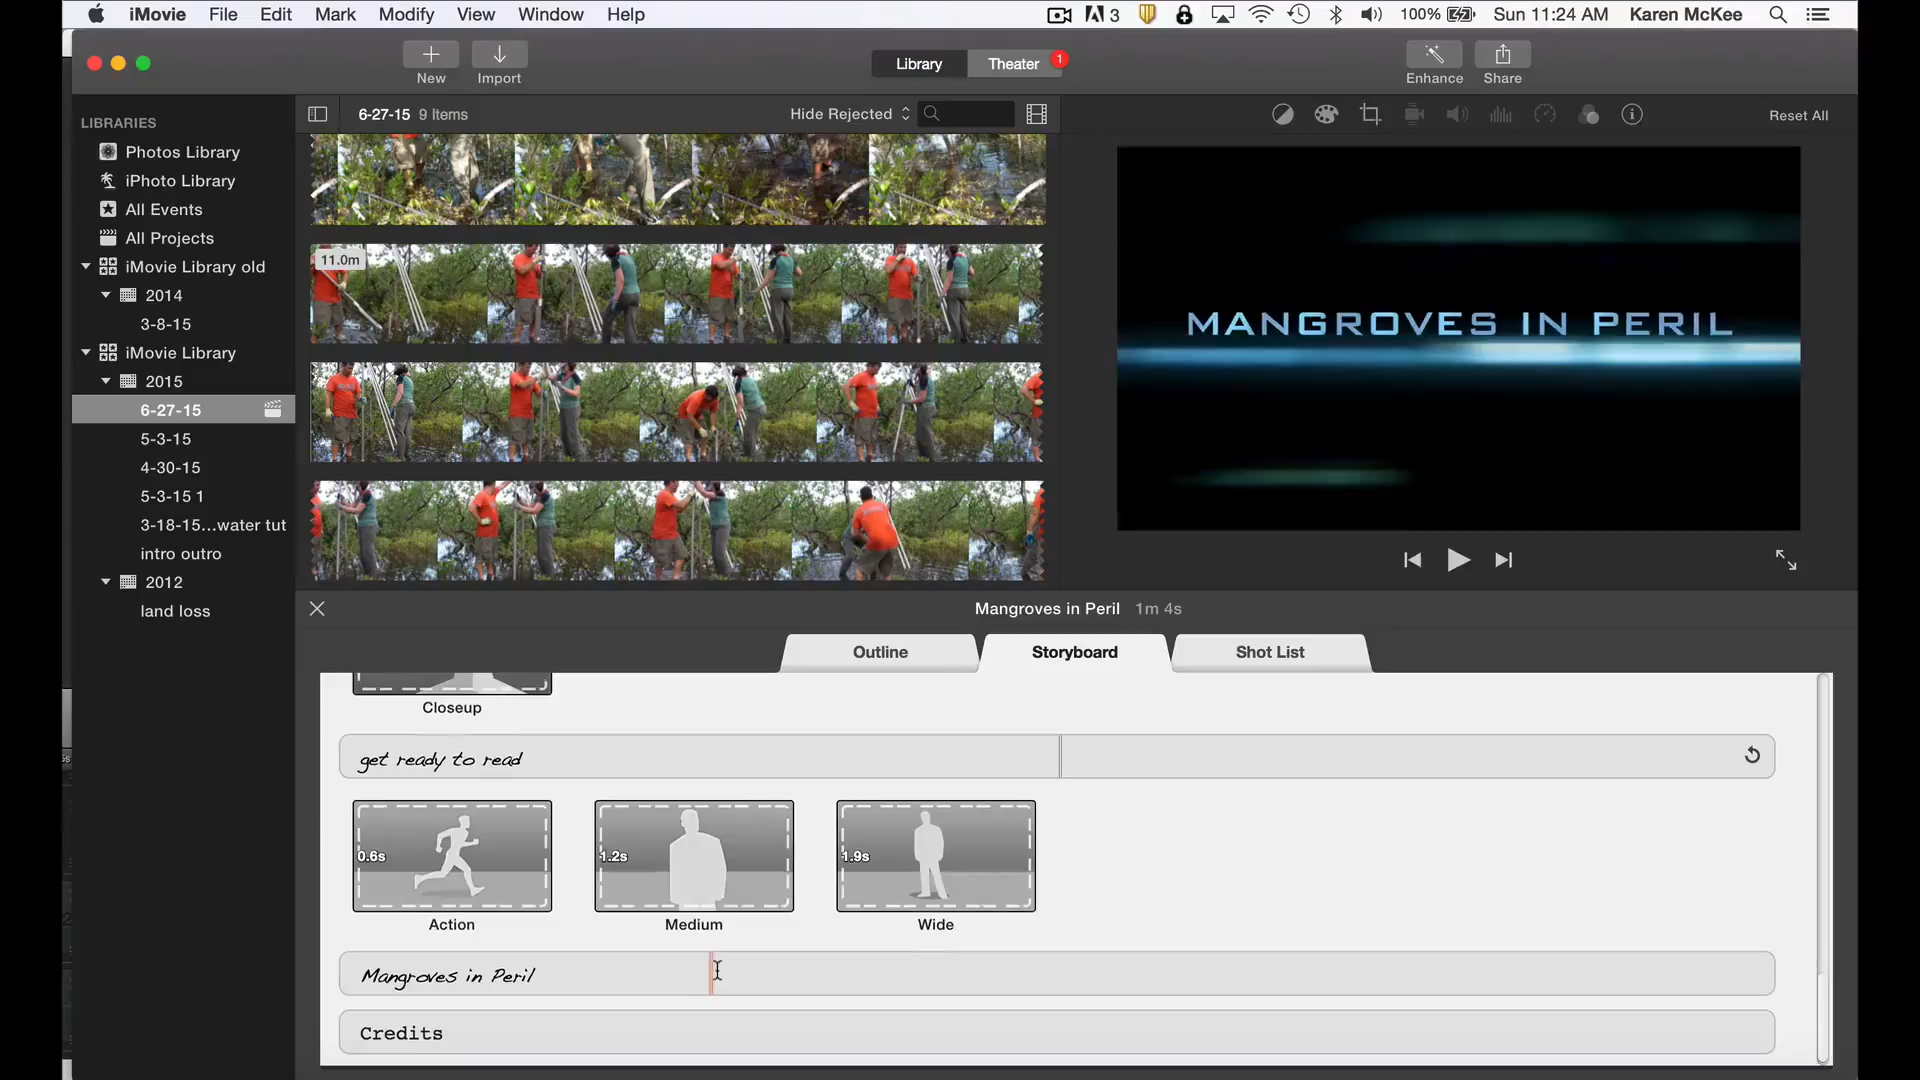 iMovie File Edit Mark Modify View Window Help 3 100% Sun 11:24 AM Karen McKee
New Import Library Theater 1 Enhance Share
LIBRARIES
Photos Library
iPhoto Library
All Events
All Projects
iMovie Library old
2014
3-8-15
iMovie Library
2015
6-27-15
5-3-15
4-30-15
5-3-15 1
3-18-15...water tut
intro outro
2012
land loss
6-27-15 9 Items Hide Rejected
11.0m
Reset All
MANGROVES IN PERIL
Mangroves in Peril 1m 4s
Outline Storyboard Shot List
Closeup
get ready to read
0.6s 1.2s 1.9s
Action Medium Wide
Mangroves in Peril
Credits